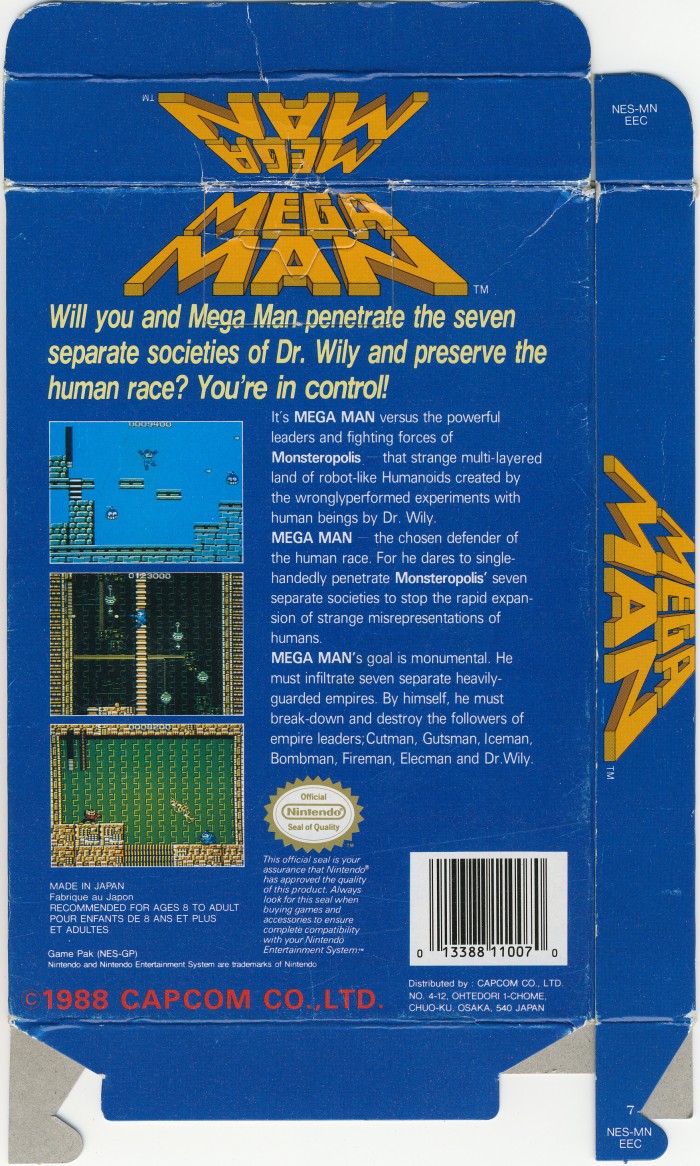 NES-MN
EEC
MEGA
MAN
TM
MEGA
MAN
TM
Will you and Mega Man penetrate the seven
separate societies of Dr. Wily and preserve the
human race? You're in control!
0009400
0123000
It's MEGA MAN versus the powerful
leaders and fighting forces of
Monsteropolis — that strange multi-layered
land of robot-like Humanoids created by
the wronglyperformed experiments with
human beings by Dr. Wily.
MEGA MAN — the chosen defender of
the human race. For he dares to single-
handedly penetrate Monsteropolis' seven
separate societies to stop the rapid expan-
sion of strange misrepresentations of
humans.
MEGA MAN's goal is monumental. He
must infiltrate seven separate heavily-
guarded empires. By himself, he must
break-down and destroy the followers of
empire leaders;Cutman, Gutsman, Iceman,
Bombman, Fireman, Elecman and Dr.Wily.
MEGA
MAN
TM
Official
Nintendo®
Seal of Quality
TM
This official seal is your
assurance that Nintendo®
has approved the quality
of this product. Always
look for this seal when
buying games and
accessories to ensure
complete compatibility
with your Nintendo
Entertainment System.™
MADE IN JAPAN
Fabrique au Japon
RECOMMENDED FOR AGES 8 TO ADULT
POUR ENFANTS DE 8 ANS ET PLUS
ET ADULTES
Game Pak (NES-GP)
Nintendo and Nintendo Entertainment System are trademarks of Nintendo
©1988 CAPCOM CO.,LTD.
0 13388 11007 0
Distributed by : CAPCOM CO., LTD.
NO. 4-12, OHTEDORI 1-CHOME,
CHUO-KU, OSAKA, 540 JAPAN
7
NES-MN
EEC